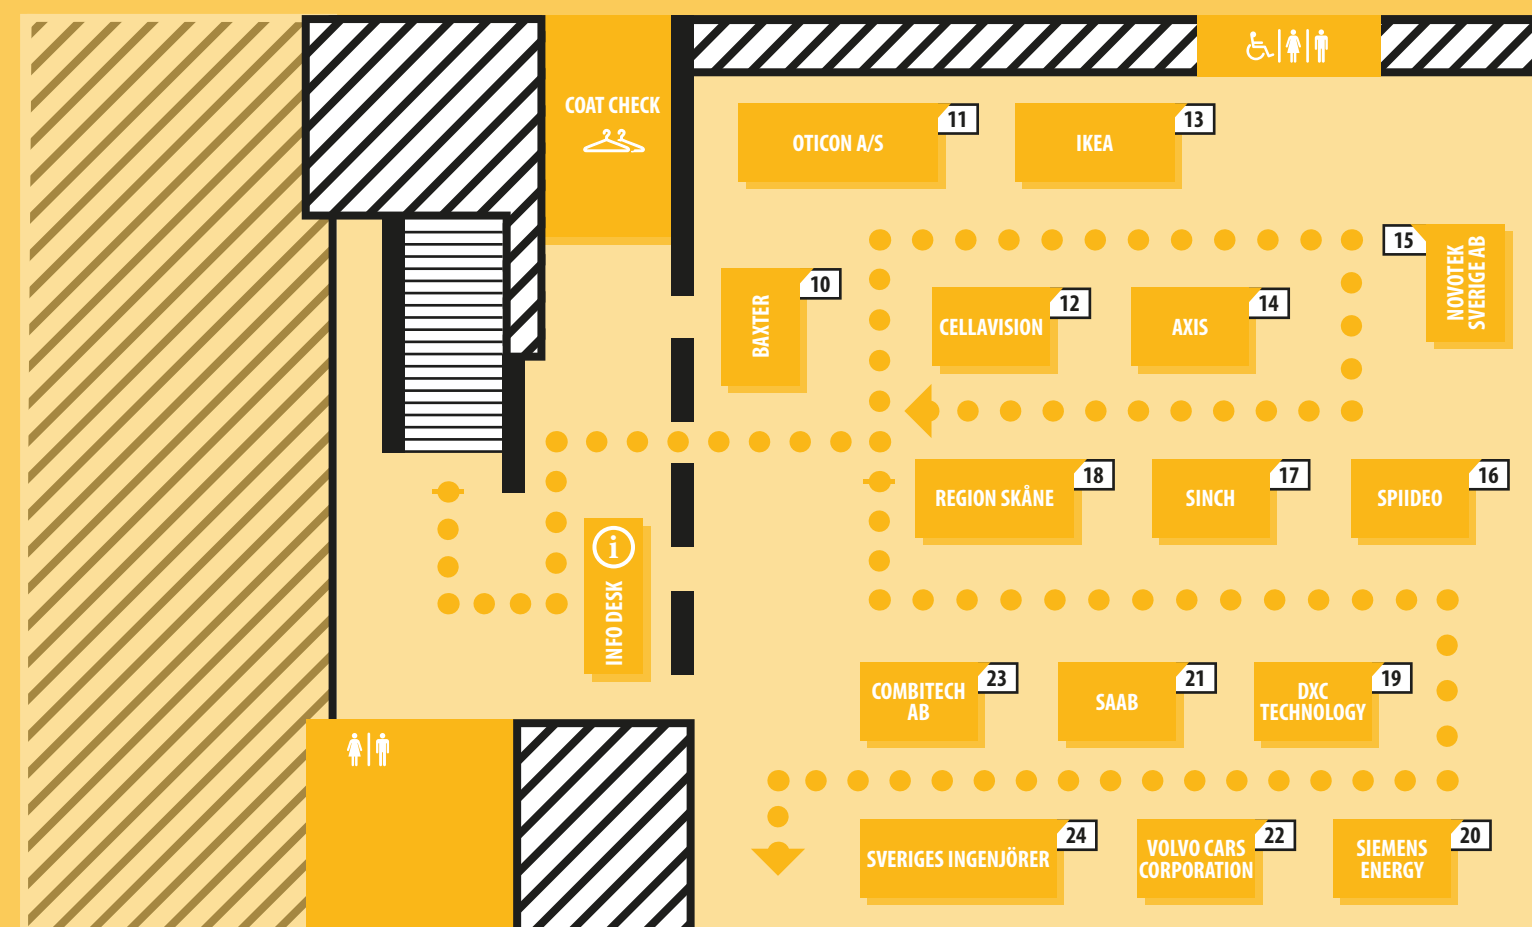 COAT CHECK
OTICON A/S
11
IKEA
13
15
NOVOTEK
SVERIGE AB
BAXTER
10
CELLAVISION
12
AXIS
14
REGION SKÅNE
18
SINCH
17
SPIIDEO
16
i
INFO DESK
COMBITECH
AB
23
SAAB
21
DXC
TECHNOLOGY
19
SVERIGES INGENJÖRER
24
VOLVO CARS
CORPORATION
22
SIEMENS
ENERGY
20